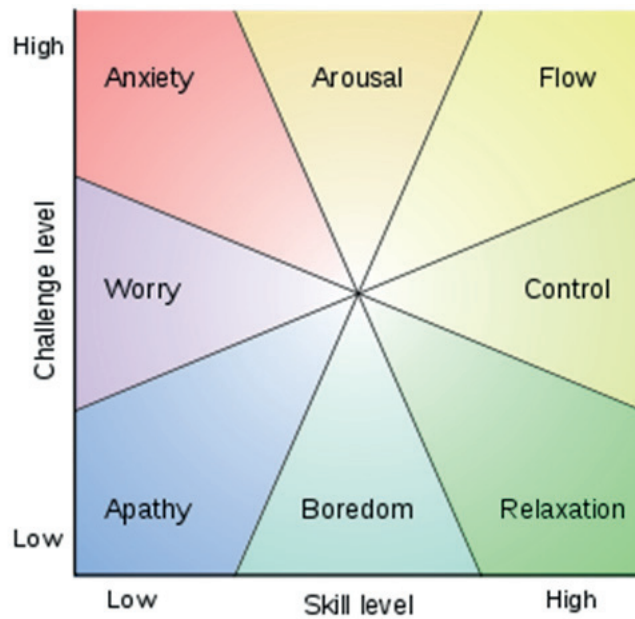 High
Anxiety
Arousal
Flow
Challenge level
Worry
Control
Apathy
Boredom
Relaxation
Low
Low
Skill level
High